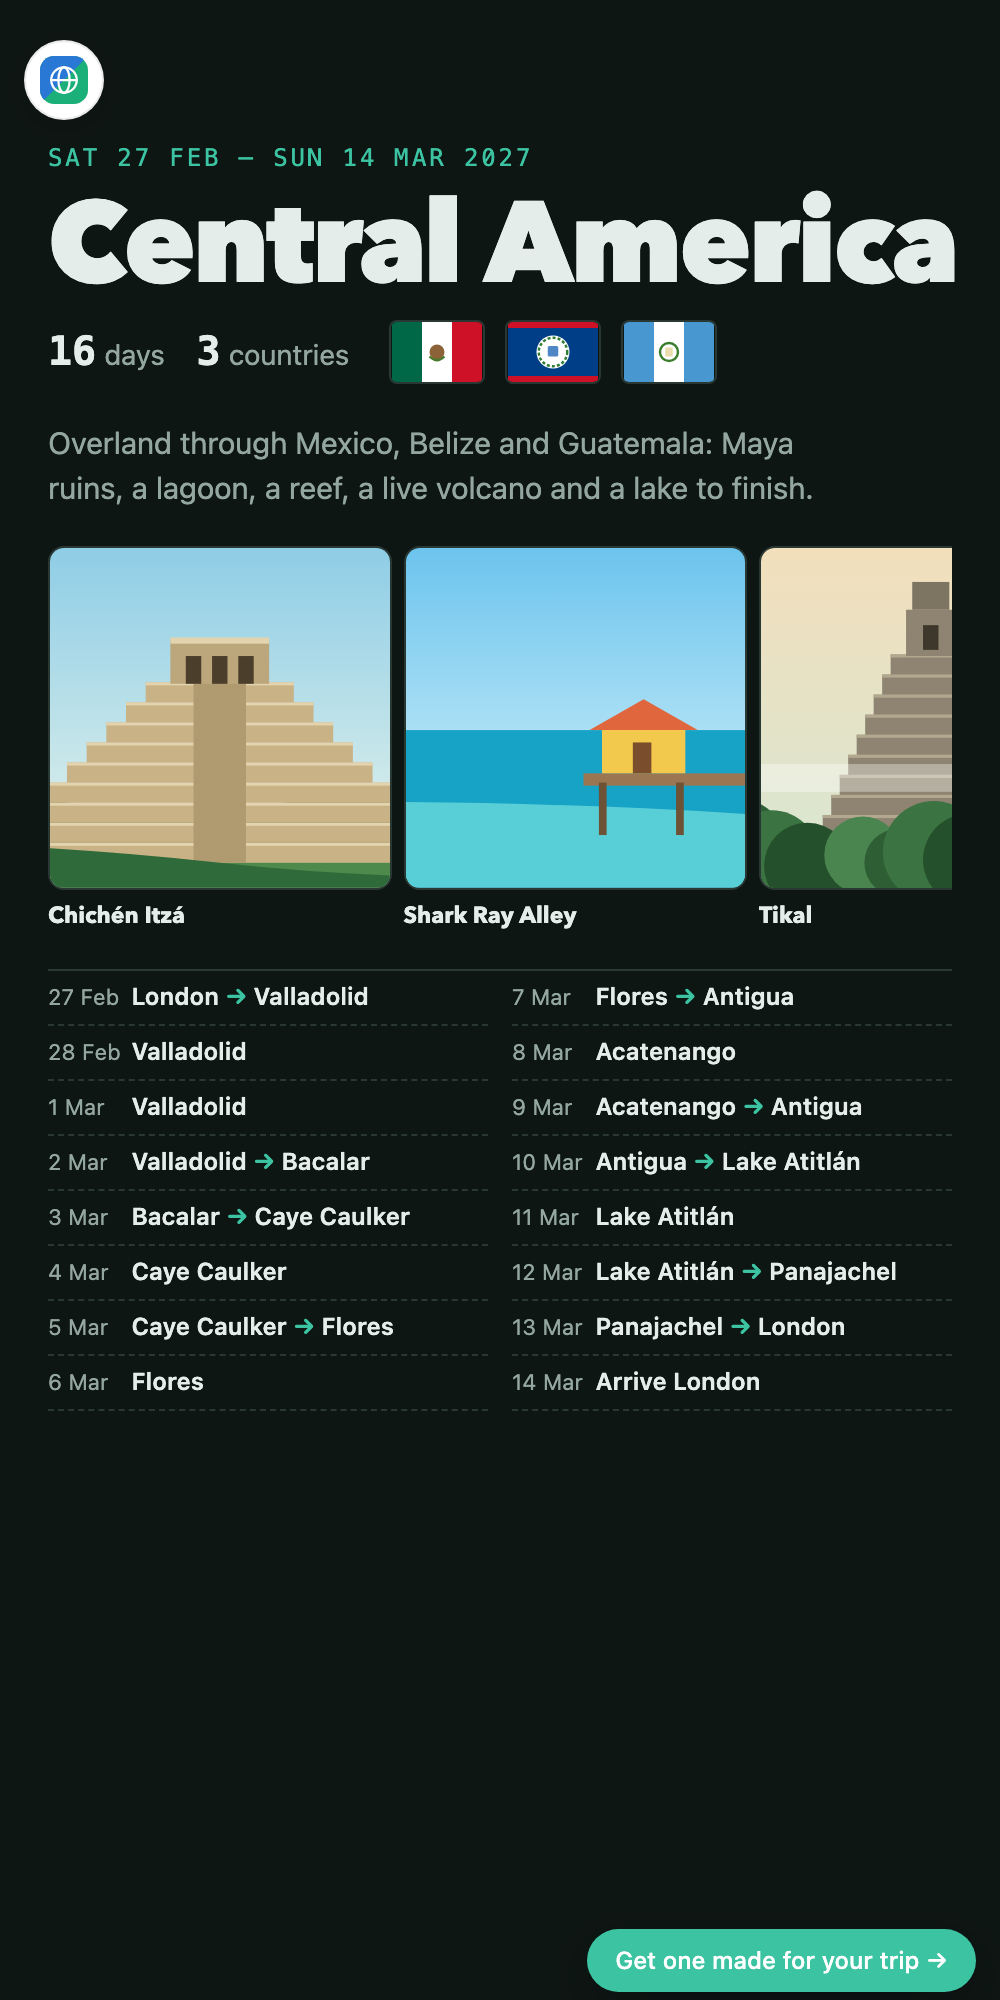 SAT 27 FEB — SUN 14 MAR 2027
Central America
16 days 3 countries
Overland through Mexico, Belize and Guatemala: Maya
ruins, a lagoon, a reef, a live volcano and a lake to finish.
Chichén Itzá
Shark Ray Alley
Tikal
27 Feb London → Valladolid
28 Feb Valladolid
1 Mar Valladolid
2 Mar Valladolid → Bacalar
3 Mar Bacalar → Caye Caulker
4 Mar Caye Caulker
5 Mar Caye Caulker → Flores
6 Mar Flores
7 Mar Flores → Antigua
8 Mar Acatenango
9 Mar Acatenango → Antigua
10 Mar Antigua → Lake Atitlán
11 Mar Lake Atitlán
12 Mar Lake Atitlán → Panajachel
13 Mar Panajachel → London
14 Mar Arrive London
Get one made for your trip →